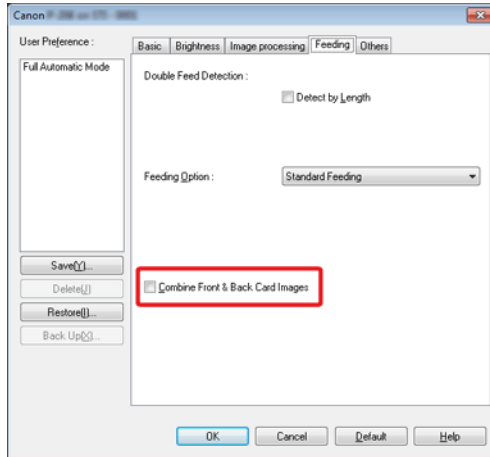 Canon
User Preference :
Full Automatic Mode
Save(Y)...
Delete(J)
Restore(I)...
Back Up(X)...
Basic Brightness Image processing Feeding Others
Double Feed Detection :
Detect by Length
Feeding Option : Standard Feeding
Combine Front & Back Card Images
OK Cancel Default Help